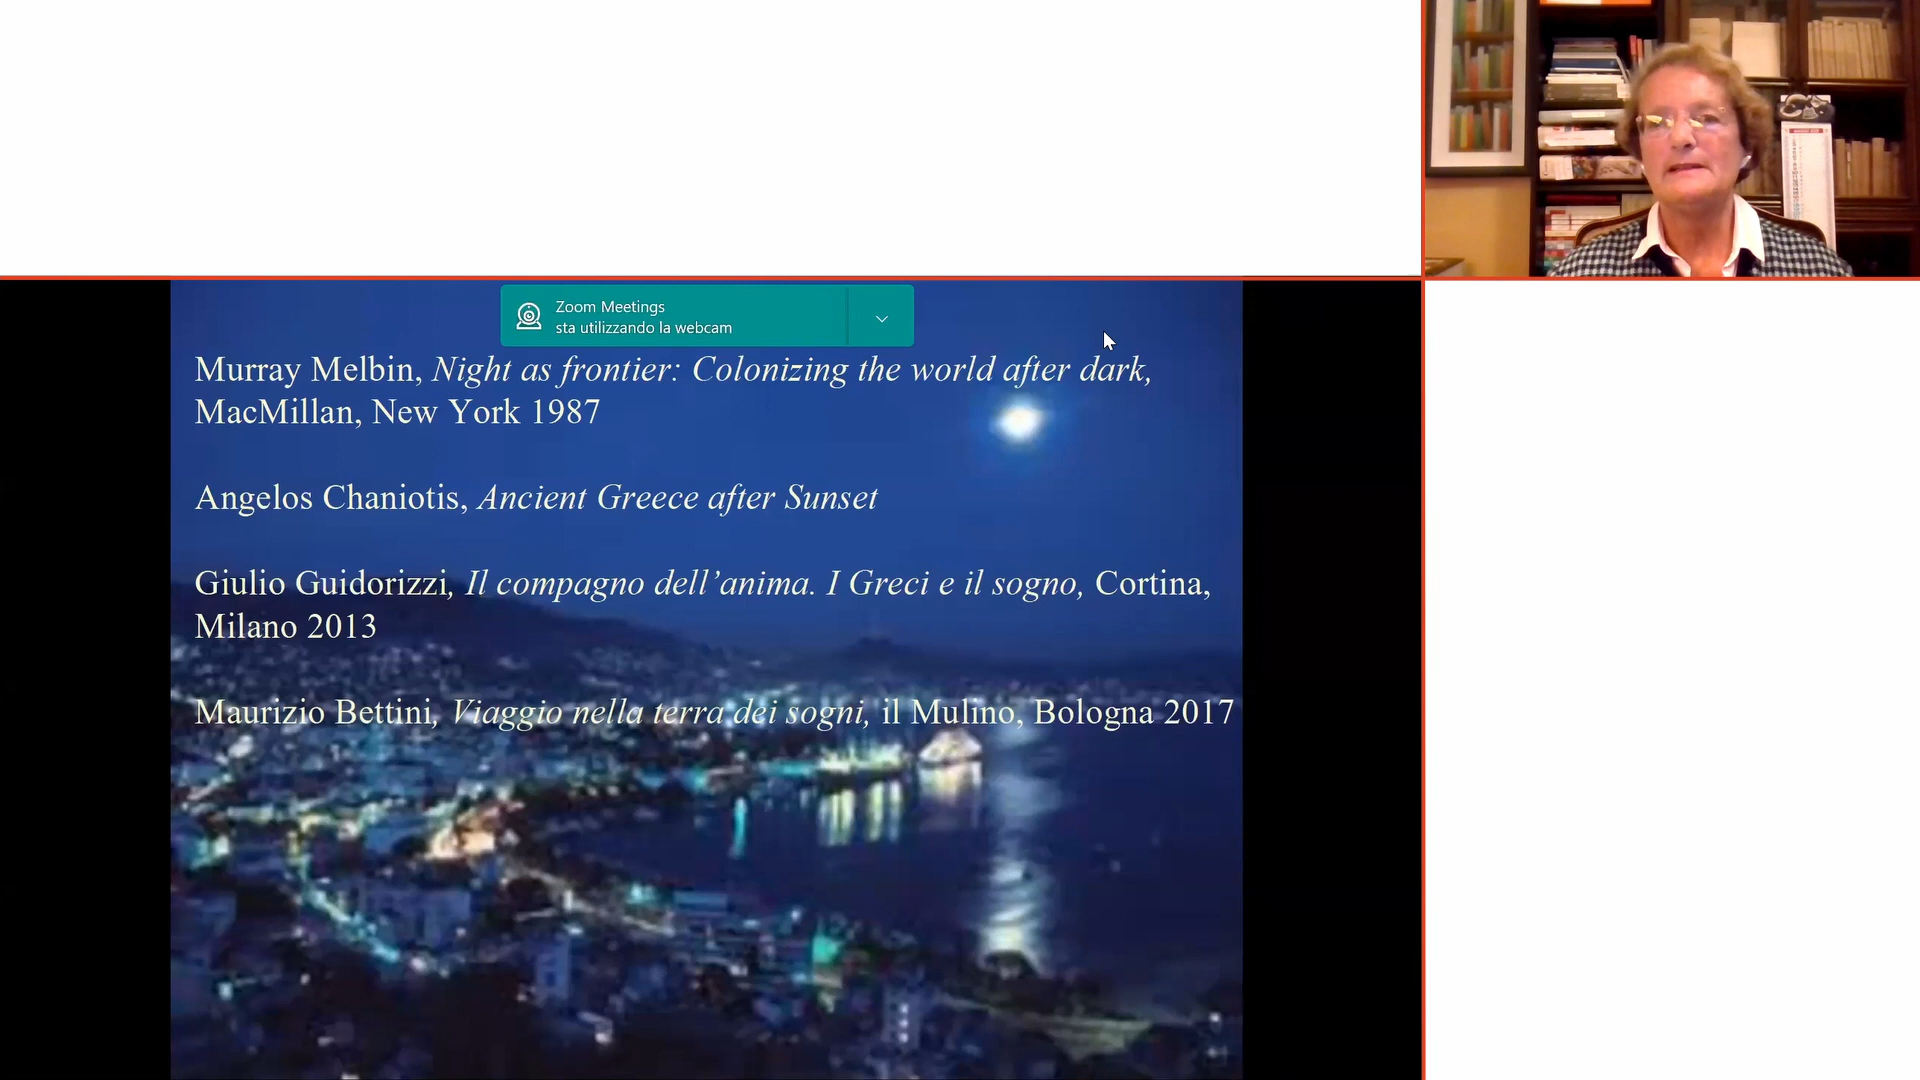 Zoom Meetings
sta utilizzando la webcam
Murray Melbin, Night as frontier: Colonizing the world after dark,
MacMillan, New York 1987
Angelos Chaniotis, Ancient Greece after Sunset
Giulio Guidorizzi, Il compagno dell’anima. I Greci e il sogno, Cortina,
Milano 2013
Maurizio Bettini, Viaggio nella terra dei sogni, il Mulino, Bologna 2017